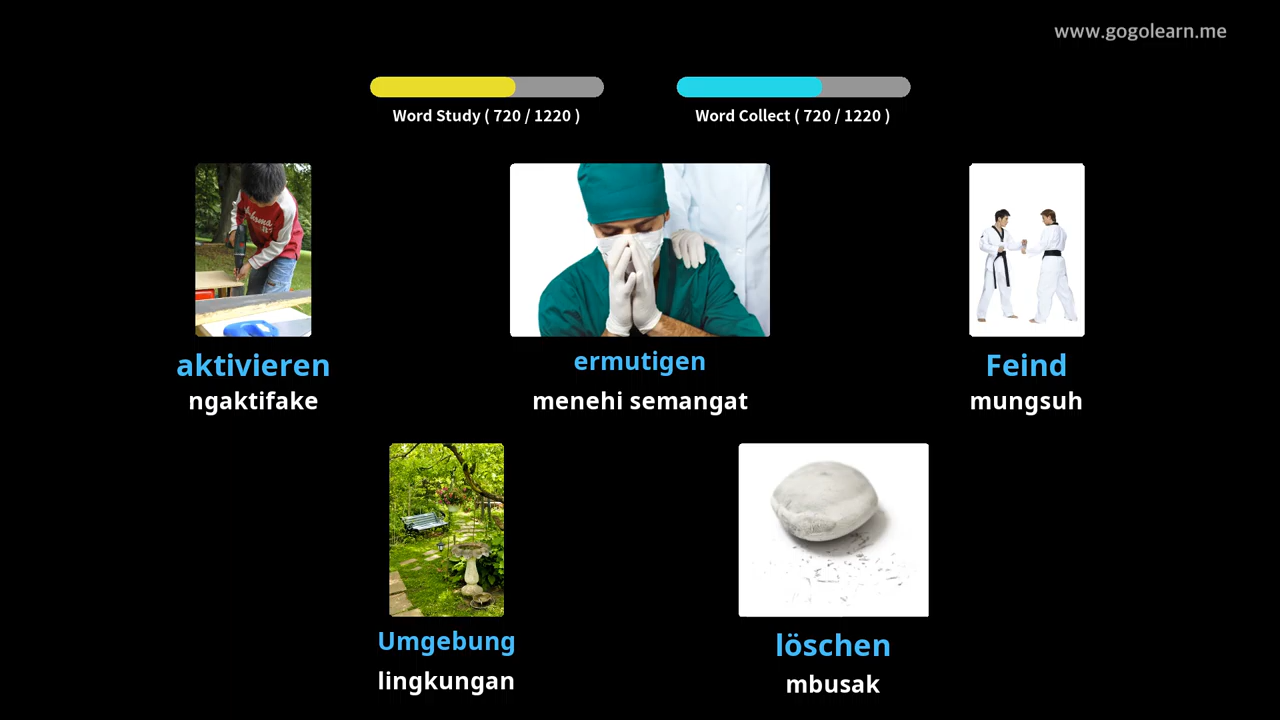 www.gogolearn.me
Word Study ( 720 / 1220 )
Word Collect ( 720 / 1220 )
aktivieren
ngaktifake
ermutigen
menehi semangat
Feind
mungsuh
Umgebung
lingkungan
löschen
mbusak